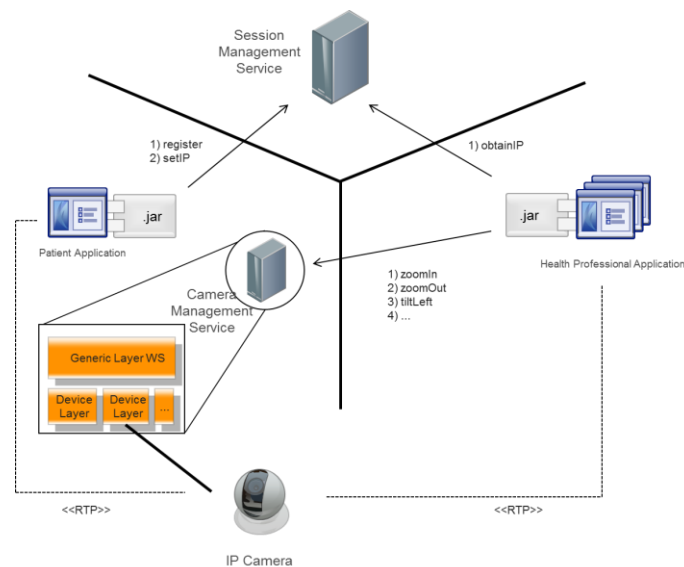 Session
Management
Service
1) register
2) setIP
1) obtainIP
.jar
Patient Application
.jar
Health Professional Application
1) zoomIn
2) zoomOut
3) tiltLeft
4) ...
Camera
Management
Service
Generic Layer WS
Device
Layer
Device
Layer
...
<<RTP>>
<<RTP>>
IP Camera